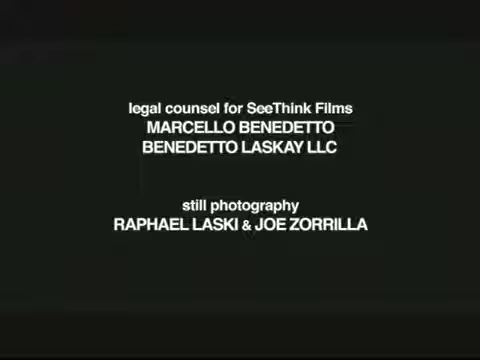 legal counsel for SeeThink Films
MARCELLO BENEDETTO
BENEDETTO LASKAY LLC
still photography
RAPHAEL LASKI & JOE ZORRILLA